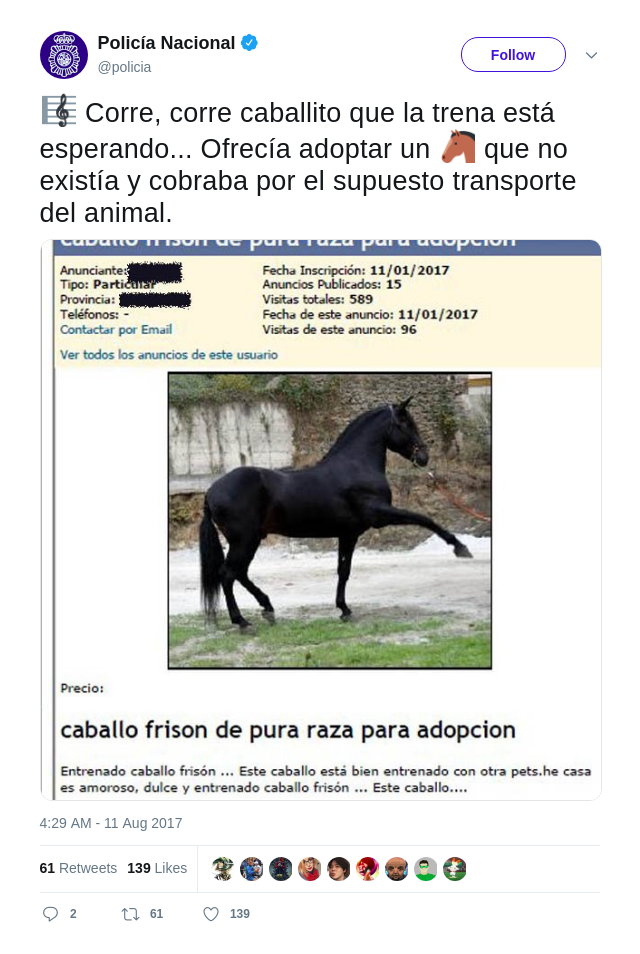 Policía Nacional
@policia
Follow
Corre, corre caballito que la trena está
esperando... Ofrecía adoptar un que no
existía y cobraba por el supuesto transporte
del animal.
caballo frison de pura raza para adopcion
Anunciante:
Tipo: Particular
Provincia:
Teléfonos: -
Contactar por Email
Ver todos los anuncios de este usuario
Fecha Inscripción: 11/01/2017
Anuncios Publicados: 15
Visitas totales: 589
Fecha de este anuncio: 11/01/2017
Visitas de este anuncio: 96
Precio:
caballo frison de pura raza para adopcion
Entrenado caballo frisón ... Este caballo está bien entrenado con otra pets.he casa
es amoroso, dulce y entrenado caballo frisón ... Este caballo....
4:29 AM - 11 Aug 2017
61 Retweets 139 Likes
2 61 139